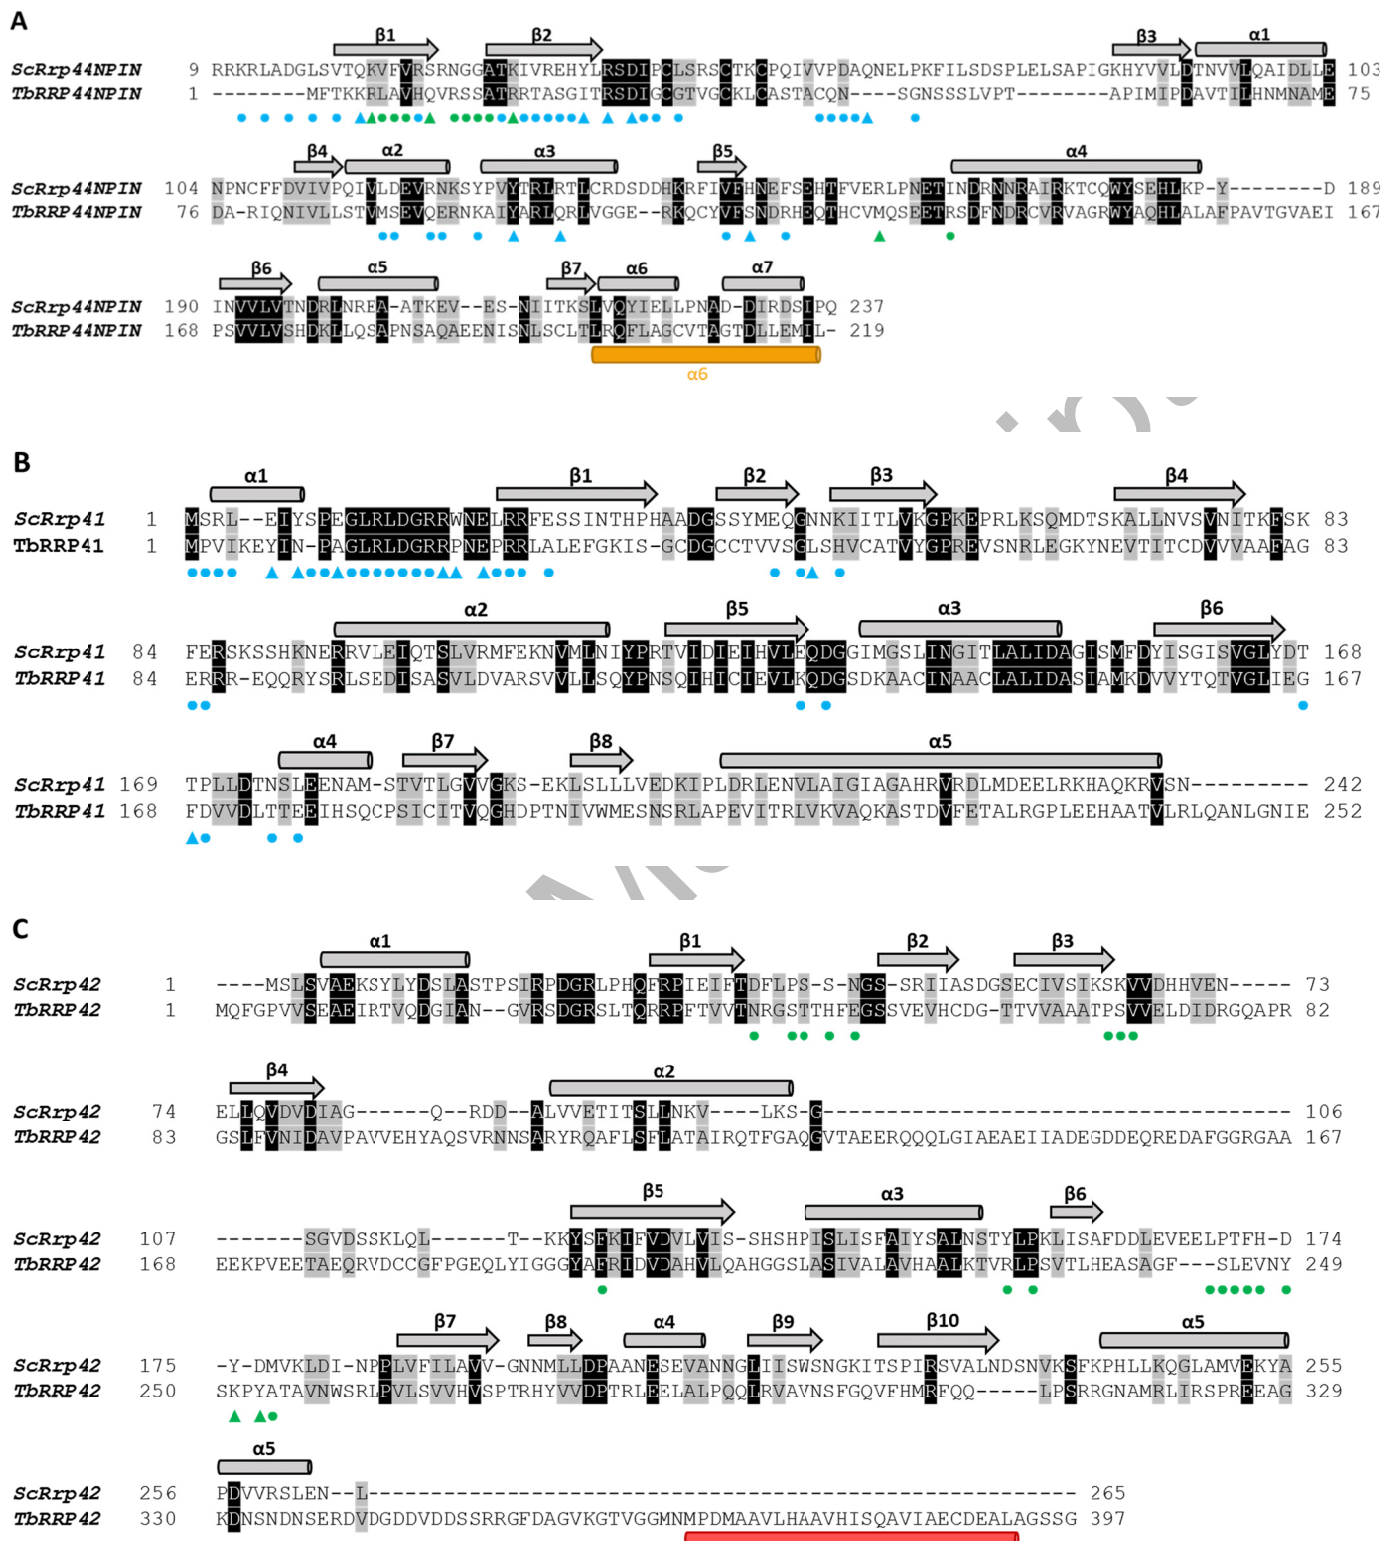 A
β1 β2 β3 α1
ScRrp44NPIN 9 RRKRLADGLSVTQKVFVRSRNGGATKIVREHYLRSDIPCLSRSCTKCPQIVVPDAQNELPKFILSDSPLELSAPIGKHYVVLDTNVVLQAIDLLE 103
TbRRP44NPIN 1 --------MFTKKRLAVHQVRSSATRRTASGITRSDIGCGTVGCKLCASTACQN----SGNSSSLVPT------APIMIPDAVTILHNMNAME 75
β4 α2 α3 β5 α4
ScRrp44NPIN 104 NPNCFFDVIVPQIVLDEVRNKSYPVYTRLRTLCRDSDDHKRFIVFHNEFSEHTFVERLPNETINDRNNRAIRKTCQWYSEHLKP-Y--------D 189
TbRRP44NPIN 76 DA-RIQNIVLLSTVMSEVQERNKAIYARLQRLVGGE--RKQCYVFSNDRHEQTHCVMQSEETRSDFNDRCVRVAGRWYAQHLALAFPAVTGVAEI 167
β6 α5 β7 α6 α7
ScRrp44NPIN 190 INVVLVTNDRLNREA-ATKEV--ES-NIITKSLVQYIELLPNAD-DIRDSIPQ 237
TbRRP44NPIN 168 PSVVLVSHDKLLQSAPNSAQAEENISNLSCLTLRQFLAGCVTAGTDLLEMIL- 219
α6
B
α1 β1 β2 β3 β4
ScRrp41 1 MSRL--EIYSPEGLRLDGRRWNELRRFESSINTHPHAADGSSYMEQGNNKIITLVKGPKEPRLKSQMDTSKALLNVSVNITKFSK 83
TbRRP41 1 MPVIKEYIN-PAGLRLDGRRPNEPRRLALEFGKIS-GCDGCCTVVSGLSHVCATVYGPREVSNRLEGKYNEVTITCDVVVAAFAG 83
α2 β5 α3 β6
ScRrp41 84 FERSKSSHKNERRVLEIQTSLVRMFEKNVMLNIYPRTVIDIEIHVLEQDGGIMGSLINGITLALIDAGISMFDYISGISVGLYDT 168
TbRRP41 84 ERRR-EQQRYSRLSEDISASVLDVARSVVLLSQYPNSQIHICIEVLKQDGSDKAACINAACLALIDASIAMKDVVYTQTVGLIEG 167
α4 β7 β8 α5
ScRrp41 169 TPLLDTNSLEENAM-STVTLGVVGKS-EKLSLLLVEDKIPLDRLENVLAIGIAGAHRVRDLMDEELRKHAQKRVSN--------- 242
TbRRP41 168 FDVVDLTTEEIHSQCPSICITVQGHDPTNIVWMESNSRLAPEVITRLVKVAQKASTDVFETALRGPLEEHAATVLRLQANLGNIE 252
C
α1 β1 β2 β3
ScRrp42 1 ----MSLSVAEKSYLYDSLASTPSIRPDGRLPHQFRPIEIFTDFLPS-S-NGS-SRIIASDGSECIVSIKSKVVDHHVEN----- 73
TbRRP42 1 MQFGPVVSEAEIRTVQDGIAN--GVRSDGRSLTQRRPFTVVTNRGSTTHFEGSSVEVHCDG-TTVVAAATPSVVELDIDRGQAPR 82
β4 α2
ScRrp42 74 ELLQVDVDIAG------Q--RDD--ALVVETITSLLNKV----LKS-G------------------------------------- 106
TbRRP42 83 GSLFVNIDAVPAVVEHYAQSVRNNSARYRQAFLSFLATAIRQTFGAQGVTAEERQQQLGIAEAEIIADEGDDEQREDAFGGRGAA 167
β5 α3 β6
ScRrp42 107 -------SGVDSSKLQL------T--KKYSFKIFVDVLVIS-SHSHPISLISFAIYSALNSTYLPKLISAFDDLEVEELPTFH-D 174
TbRRP42 168 EEKPVEETAEQRVDCCGFPGEQLYIGGGYAFRIDVDAHVLQAHGGSLASIVALAVHAALKTVRLPSVTLHEASAGF---SLEVNY 249
β7 β8 α4 β9 β10 α5
ScRrp42 175 -Y-DMVKLDI-NPPLVFILAVV-GNNMLLDPAANESEVANNGLIISWSNGKITSPIRSVALNDSNVKSFKPHLLKQGLAMVEKYA 255
TbRRP42 250 SKPYATAVNWSRLPVLSVVHVSPTRHYVVDPTRLEELALPQQLRVAVNSFGQVFHMRFQQ-----LPSRRGNAMRLIRSPREEAG 329
α5
ScRrp42 256 PDVVRSLEN--L-------------------------------------------------------- 265
TbRRP42 330 KDNSNDNSERDVDGDDVDDSSRRGFDAGVKGTVGGMNMPDMAAVLHAAVHISQAVIAECDEALAGSSG 397